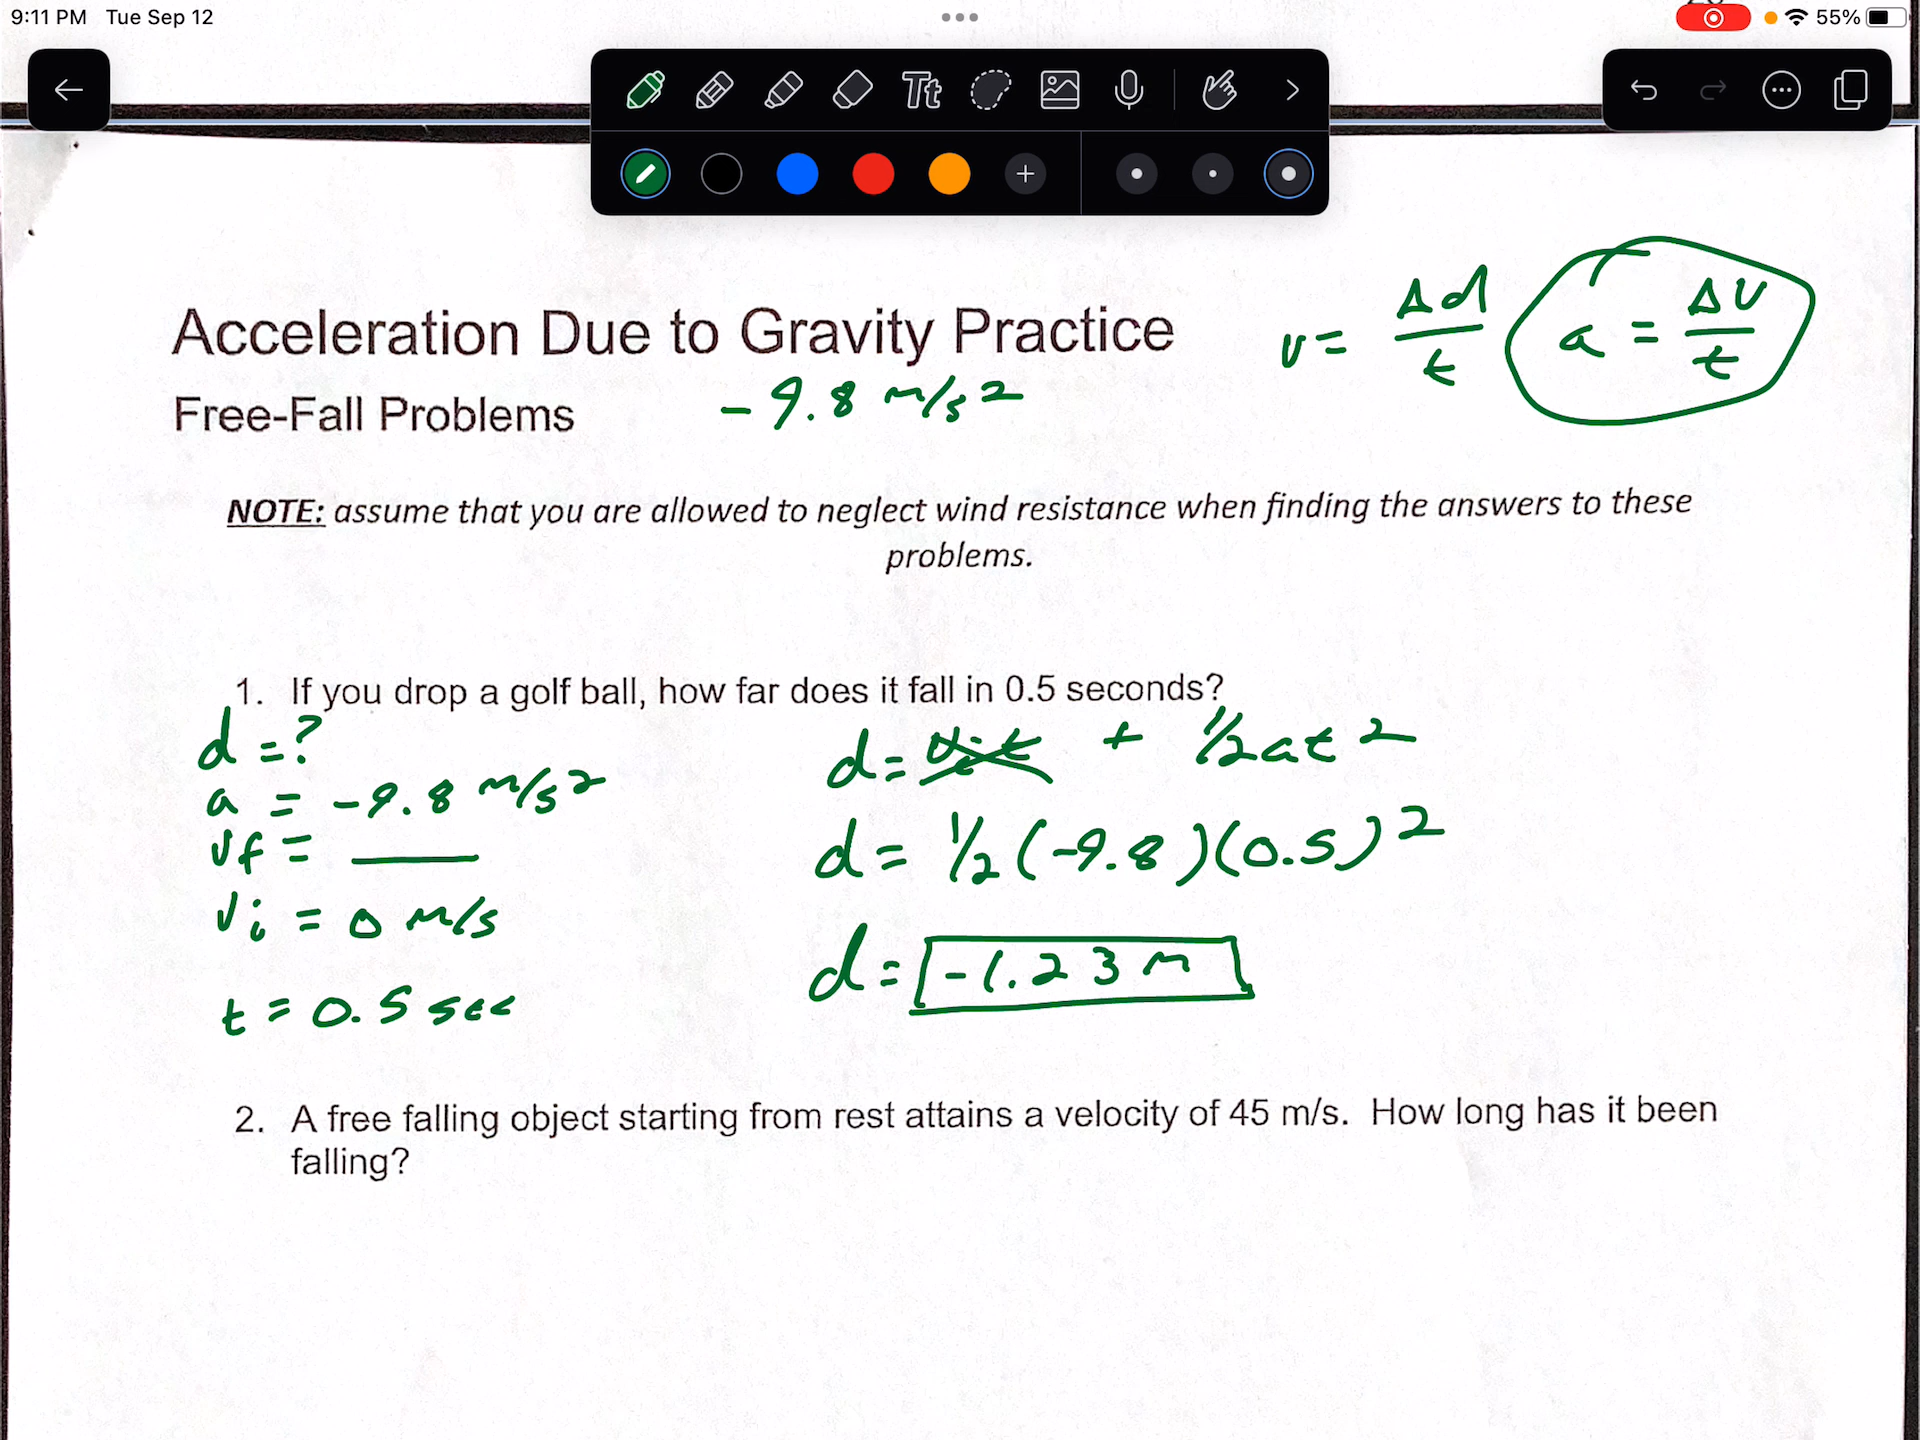 9:11 PM Tue Sep 12
55%
Tt
v = Δd/t
a = Δv/t
Acceleration Due to Gravity Practice
Free-Fall Problems
-9.8 m/s²
NOTE: assume that you are allowed to neglect wind resistance when finding the answers to these
problems.
1. If you drop a golf ball, how far does it fall in 0.5 seconds?
d = ?
a = -9.8 m/s²
vf = ___
vi = 0 m/s
t = 0.5 sec
d = vit + 1/2at²
d = 1/2(-9.8)(0.5)²
d = -1.23 m
2. A free falling object starting from rest attains a velocity of 45 m/s. How long has it been
falling?